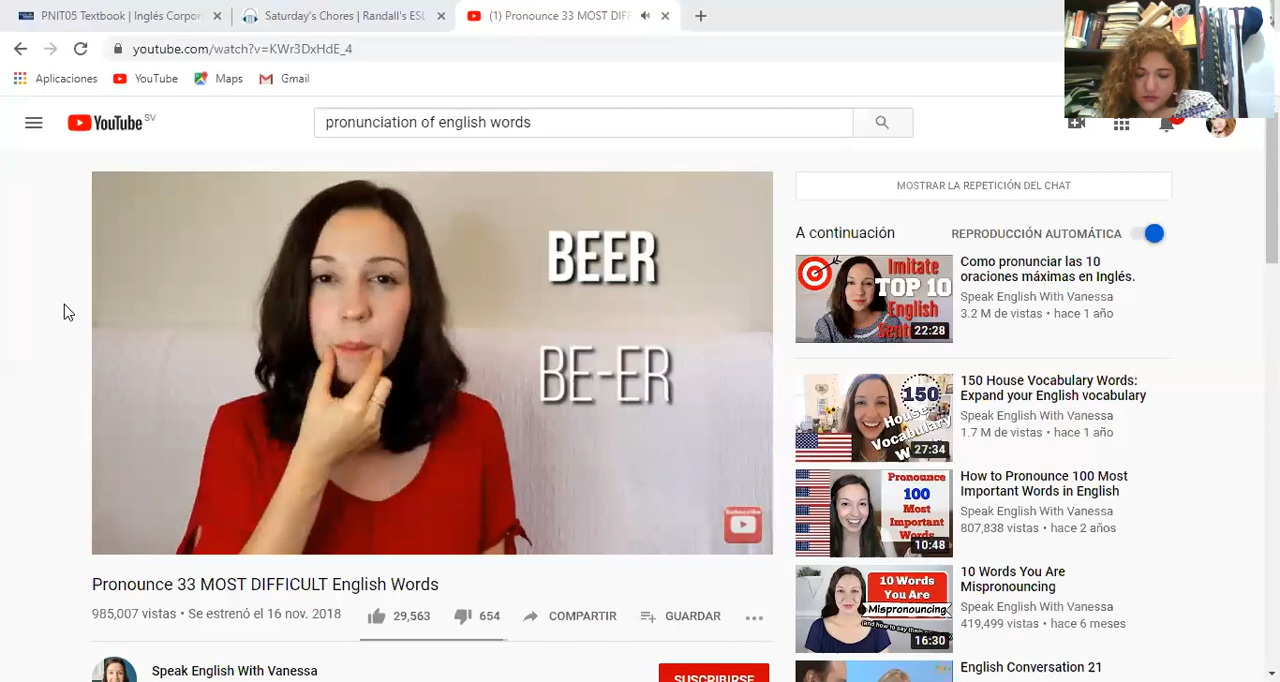 PNIT05 Textbook | Inglés Corpor
Saturday's Chores | Randall's ESL
(1) Pronounce 33 MOST DIFF
youtube.com/watch?v=KWr3DxHdE_4
Aplicaciones
YouTube
Maps
Gmail
YouTube SV
pronunciation of english words
BEER
BE-ER
Subscribe
MOSTRAR LA REPETICIÓN DEL CHAT
A continuación
REPRODUCCIÓN AUTOMÁTICA
Imitate
TOP 10
English
22:28
Como pronunciar las 10
oraciones máximas en Inglés.
Speak English With Vanessa
3.2 M de vistas • hace 1 año
150
House
Vocabulary
27:34
150 House Vocabulary Words:
Expand your English vocabulary
Speak English With Vanessa
1.7 M de vistas • hace 1 año
Pronounce
100
Most
Important
Words
10:48
How to Pronounce 100 Most
Important Words in English
Speak English With Vanessa
807,838 vistas • hace 2 años
10 Words
You Are
Mispronouncing
and how to say them
16:30
10 Words You Are
Mispronouncing
Speak English With Vanessa
419,499 vistas • hace 6 meses
English Conversation 21
Pronounce 33 MOST DIFFICULT English Words
985,007 vistas • Se estrenó el 16 nov. 2018
29,563
654
COMPARTIR
GUARDAR
Speak English With Vanessa
SUSCRIBIRSE